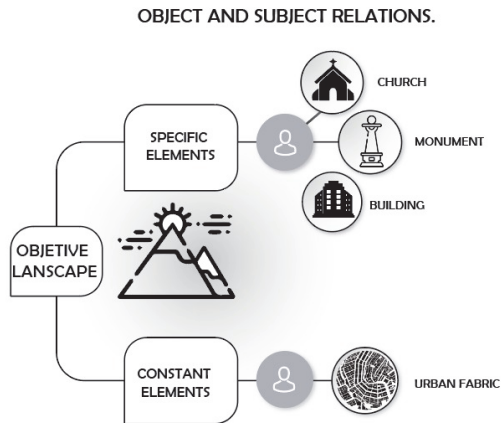 OBJECT AND SUBJECT RELATIONS.
CHURCH
SPECIFIC
ELEMENTS
MONUMENT
BUILDING
OBJETIVE
LANSCAPE
CONSTANT
ELEMENTS
URBAN FABRIC